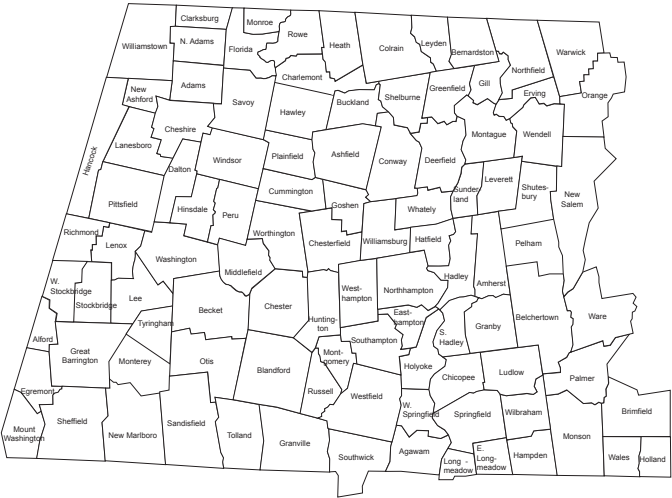 Clarksburg
Monroe
Rowe
Heath
Colrain
Leyden
Bernardston
Northfield
Warwick
Williamstown
N. Adams
Florida
Charlemont
Buckland
Shelburne
Greenfield
Gill
Erving
Orange
New
Ashford
Adams
Savoy
Hawley
Hancock
Lanesboro
Cheshire
Windsor
Plainfield
Ashfield
Conway
Deerfield
Montague
Wendell
Dalton
Cummington
Goshen
Whately
Sunder
land
Leverett
Shutes-
bury
New
Salem
Pittsfield
Hinsdale
Peru
Worthington
Chesterfield
Williamsburg
Hatfield
Pelham
Richmond
Lenox
Washington
Middlefield
Hadley
Amherst
W.
Stockbridge
Stockbridge
Lee
Becket
Chester
West-
hampton
Northampton
Belchertown
Ware
Tyringham
Hunting-
ton
East-
hampton
S.
Hadley
Granby
Alford
Great
Barrington
Monterey
Otis
Blandford
Mont-
gomery
Southampton
Holyoke
Chicopee
Ludlow
Palmer
Egremont
Russell
Westfield
W.
Springfield
Springfield
Wilbraham
Brimfield
Mount
Washington
Sheffield
New Marlboro
Sandisfield
Tolland
Granville
Southwick
Agawam
Long -
meadow
E.
Long-
meadow
Hampden
Monson
Wales
Holland